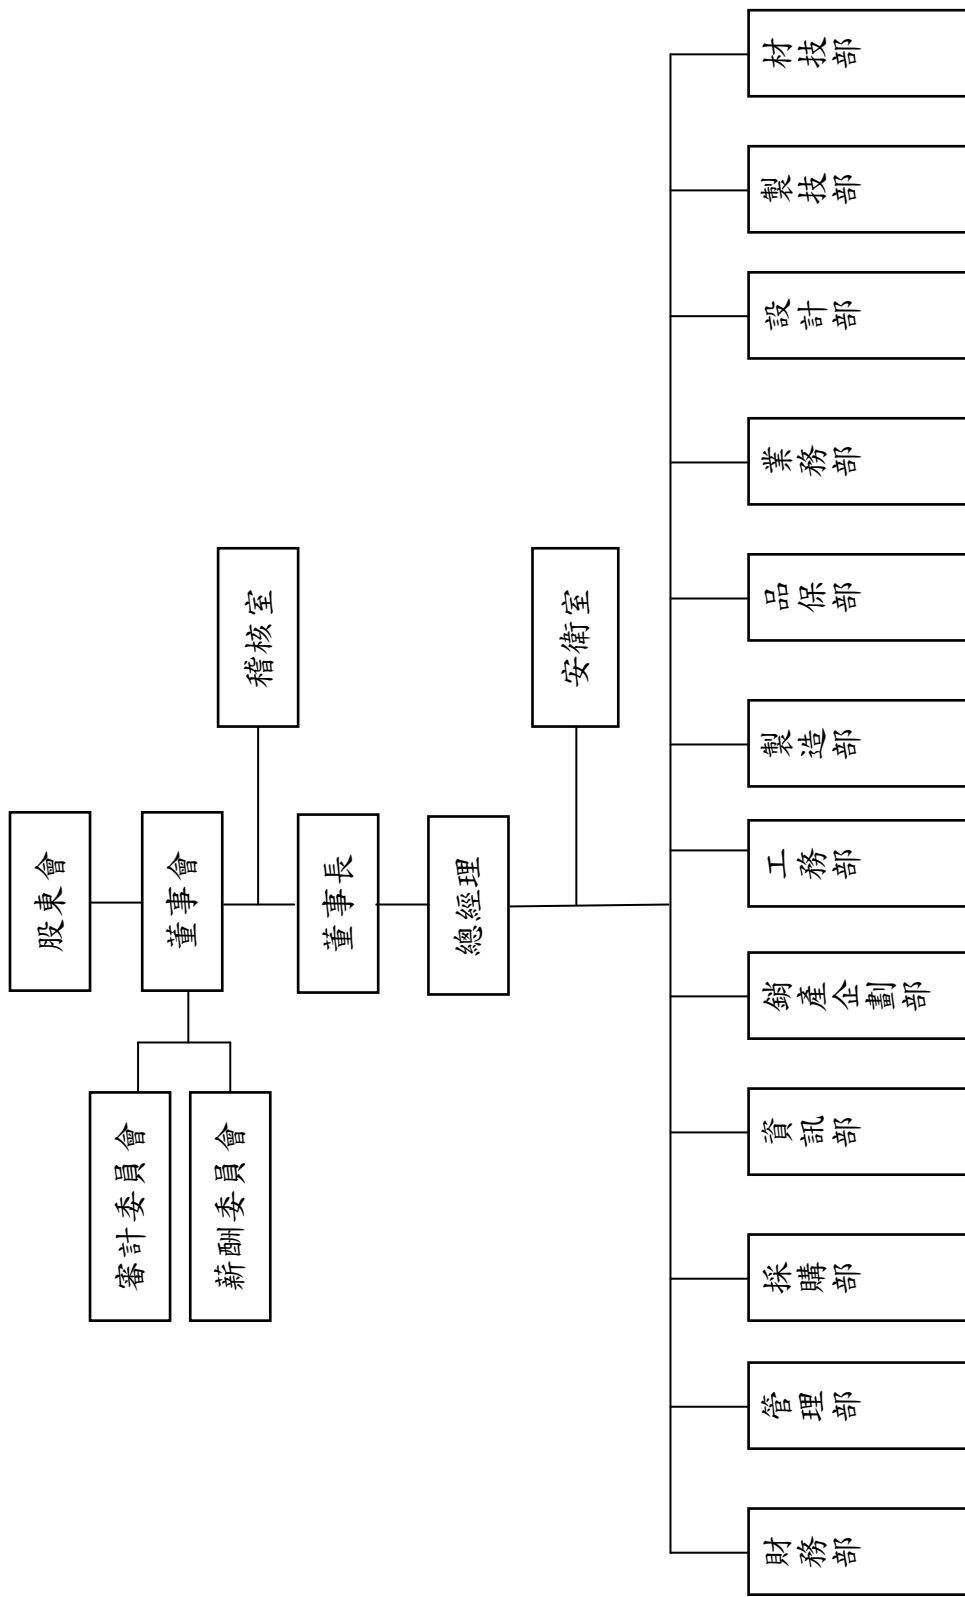 股東會
董事會
審計委員會
薪酬委員會
稽核室
董事長
總經理
安衛室
財務部
管理部
採購部
資訊部
銷產企劃部
工務部
製造部
品保部
業務部
設計部
製技部
材技部